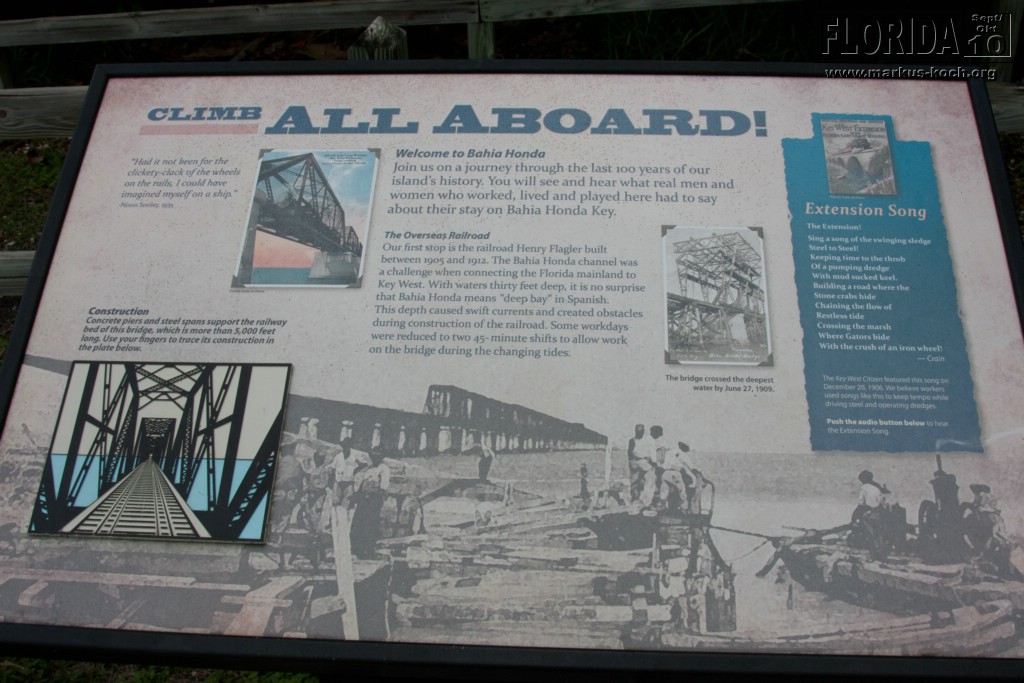 FLORIDA Sept/Okt 10
www.markus-koch.org
CLIMB ALL ABOARD!
"Had it not been for the
clickety-clack of the wheels
on the rails, I could have
imagined myself on a ship."
Welcome to Bahia Honda
Join us on a journey through the last 100 years of our
island's history. You will see and hear what real men and
women who worked, lived and played here had to say
about their stay on Bahia Honda Key.
The Overseas Railroad
Our first stop is the railroad Henry Flagler built
between 1905 and 1912. The Bahia Honda channel was
a challenge when connecting the Florida mainland to
Key West. With waters thirty feet deep, it is no surprise
that Bahia Honda means "deep bay" in Spanish.
This depth caused swift currents and created obstacles
during construction of the railroad. Some workdays
were reduced to two 45- minute shifts to allow work
on the bridge during the changing tides.
Construction
Concrete piers and steel spans support the railway
bed of this bridge, which is more than 5,000 feet
long. Use your fingers to trace its construction in
the plate below.
The bridge crossed the deepest
water by June 27, 1909.
Key West Extension
Extension Song
The Extension!
Sing a song of the swinging sledge
Steel to Steel!
Keeping time to the throb
Of a pumping dredge
With mud sucked keel.
Building a road where the
Stone crabs hide
Chaining the flow of
Restless tide
Crossing the marsh
Where Gators hide
With the crush of an iron wheel!
— Crain
The Key West Citizen featured this song on
December 20, 1906. We believe workers
used songs like this to keep tempo while
driving steel and operating dredges.
Push the audio button below to hear
the Extension Song.